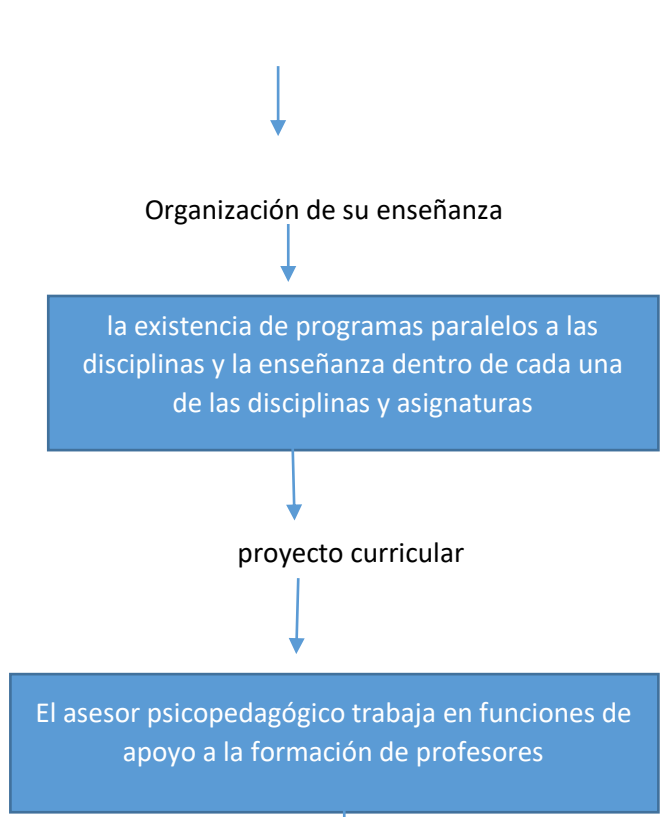 Organización de su enseñanza
la existencia de programas paralelos a las
disciplinas y la enseñanza dentro de cada una
de las disciplinas y asignaturas
proyecto curricular
El asesor psicopedagógico trabaja en funciones de
apoyo a la formación de profesores